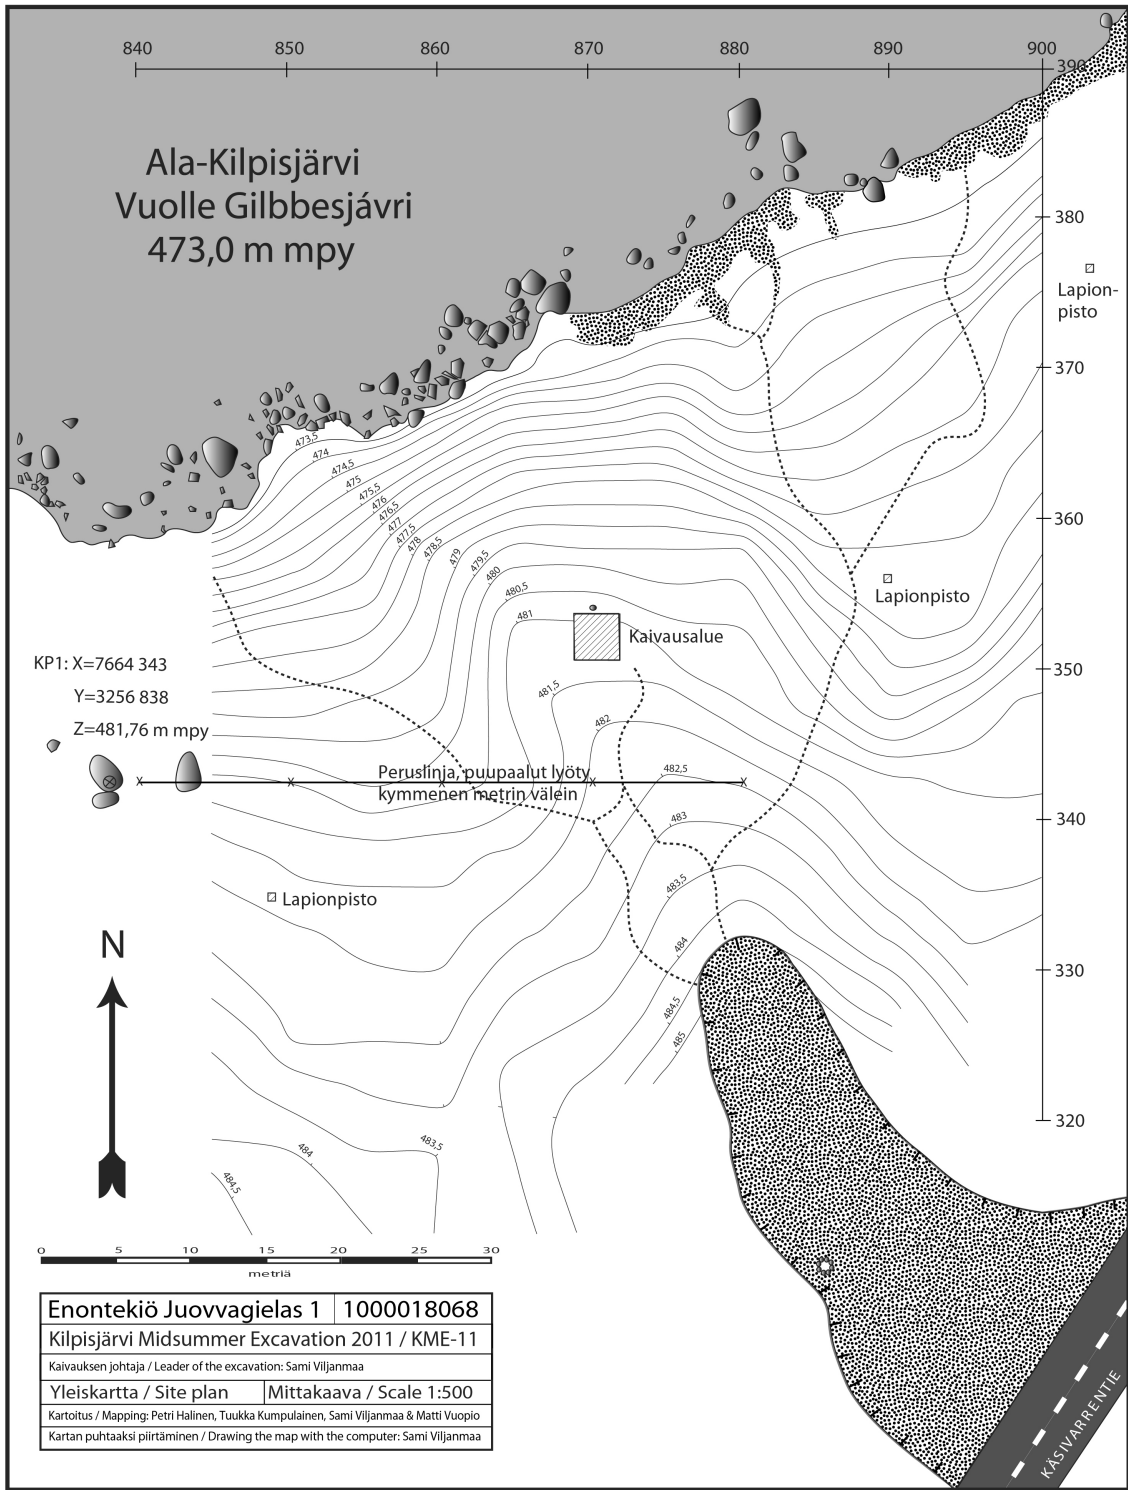 840 850 860 870 880 890 900
390
Ala-Kilpisjärvi
Vuolle Gilbbesjávri
473,0 m mpy
380
Lapion-
pisto
370
473,5
474
474,5
475
475,5
476
476,5
477
477,5
478
478,5
479
479,5
480
480,5
481
360
Lapionpisto
Kaivausalue
350
KP1: X=7664 343
Y=3256 838
Z=481,76 m mpy
481,5
482
482,5
Peruslinja, puupaalut lyöty
kymmenen metrin välein
483
340
483,5
Lapionpisto
484
N
330
484,5
485
320
483,5
484
484,5
0 5 10 15 20 25 30
metriä
Enontekiö Juovvagielas 1 1000018068
Kilpisjärvi Midsummer Excavation 2011 / KME-11
Kaivauksen johtaja / Leader of the excavation: Sami Viljanmaa
Yleiskartta / Site plan Mittakaava / Scale 1:500
Kartoitus / Mapping: Petri Halinen, Tuukka Kumpulainen, Sami Viljanmaa & Matti Vuopio
Kartan puhtaaksi piirtäminen / Drawing the map with the computer: Sami Viljanmaa
KÄSIVARRENTIE